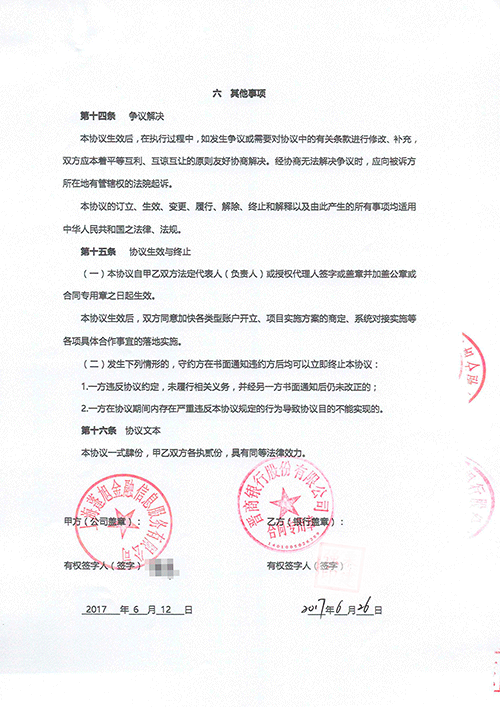 六 其他事项
第十四条 争议解决
本协议生效后，在执行过程中，如发生争议或需要对协议中的有关条款进行修改、补充，
双方应本着平等互利、互谅互让的原则友好协商解决。经协商无法解决争议时，应向被诉方
所在地有管辖权的法院起诉。
本协议的订立、生效、变更、履行、解除、终止和解释以及由此产生的所有事项均适用
中华人民共和国之法律、法规。
第十五条 协议生效与终止
（一）本协议自甲乙双方法定代表人（负责人）或授权代理人签字或盖章并加盖公章或
合同专用章之日起生效。
本协议生效后，双方同意加快各类型账户开立、项目实施方案的商定、系统对接实施等
各项具体合作事宜的落地实施。
（二）发生下列情形的，守约方在书面通知违约方后均可以立即终止本协议：
1.一方违反协议约定，未履行相关义务，并经另一方书面通知后仍未改正的；
2.一方在协议期间内存在严重违反本协议规定的行为导致协议目的不能实现的。
第十六条 协议文本
本协议一式肆份，甲乙双方各执贰份，具有同等法律效力。
海蓬旭金融信息服务有限公司
晋商银行股份有限公司
合同专用章
甲方（公司盖章）：
乙方（银行盖章）：
有权签字人（签字）
有权签字人（签字）
2017 年 6 月 12 日
2017年6月26日